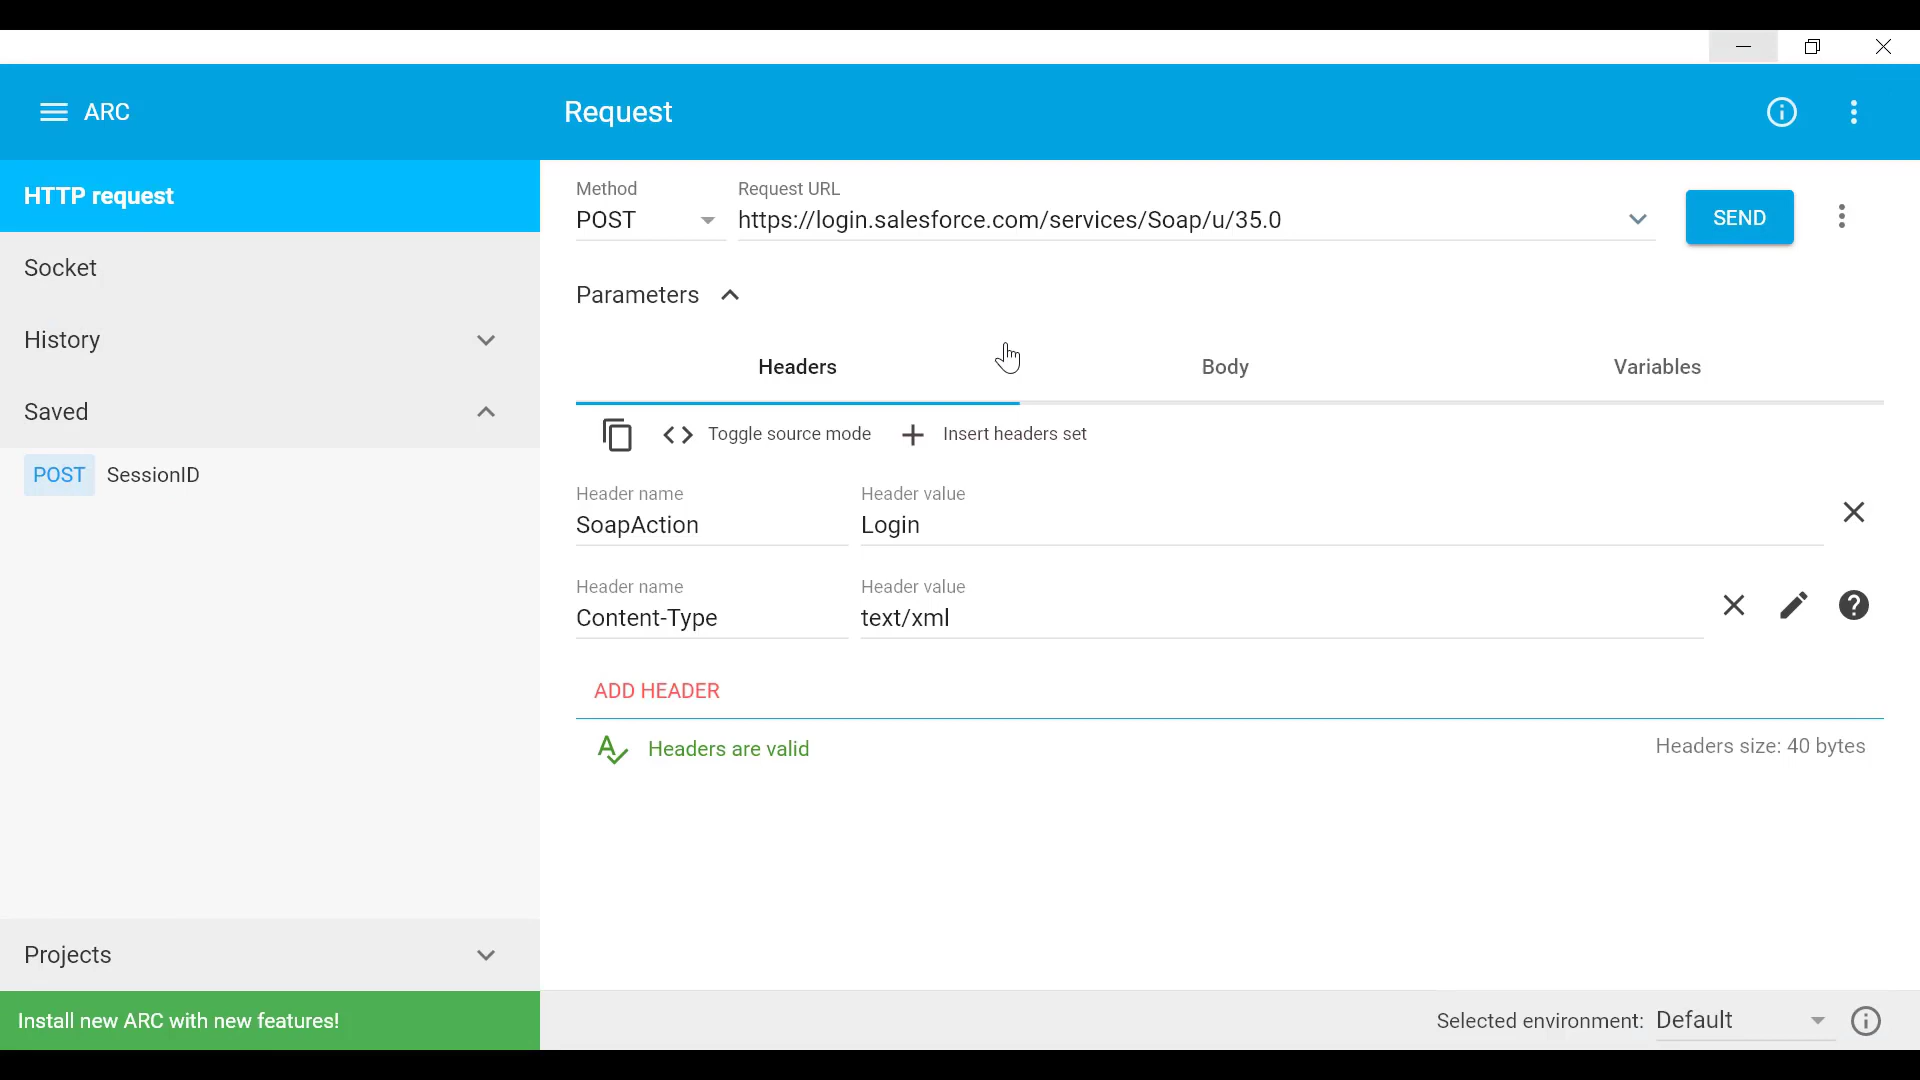 ARC
Request
HTTP request
Socket
History
Saved
POST SessionID
Projects
Install new ARC with new features!
Method
POST
Request URL
https://login.salesforce.com/services/Soap/u/35.0
SEND
Parameters
Headers
Body
Variables
Toggle source mode
Insert headers set
Header name
SoapAction
Header value
Login
Header name
Content-Type
Header value
text/xml
ADD HEADER
Headers are valid
Headers size: 40 bytes
Selected environment: Default